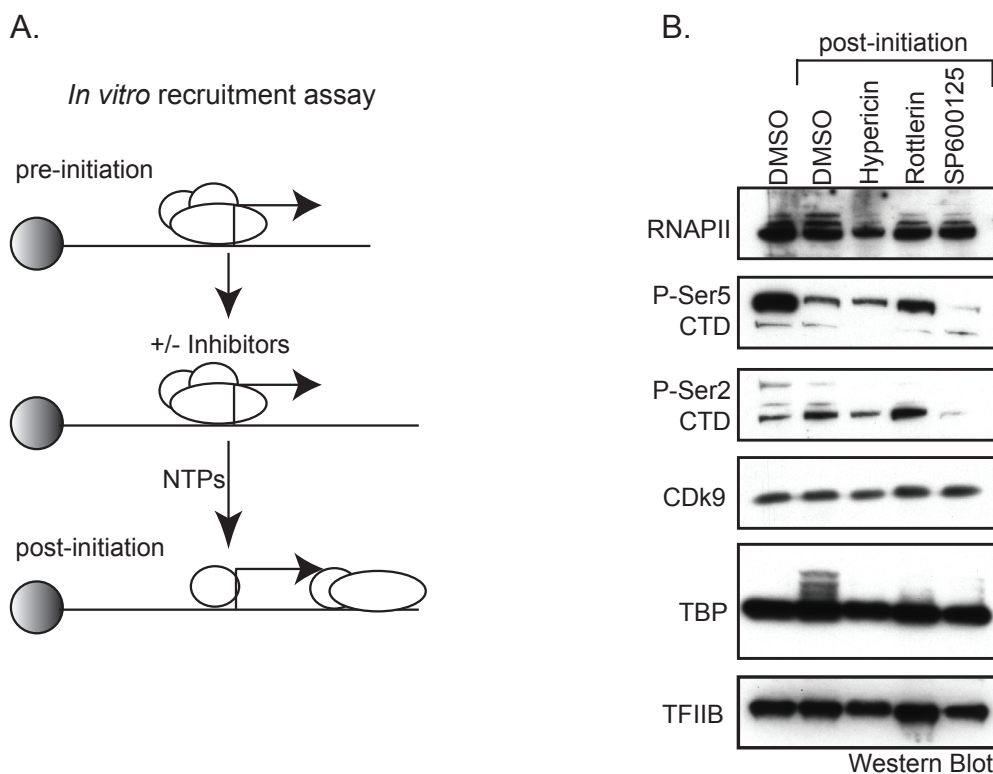 A.
In vitro recruitment assay
pre-initiation
+/- Inhibitors
NTPs
post-initiation
B.
post-initiation
DMSO
DMSO
Hypericin
Rottlerin
SP600125
RNAPII
P-Ser5
CTD
P-Ser2
CTD
CDk9
TBP
TFIIB
Western Blot